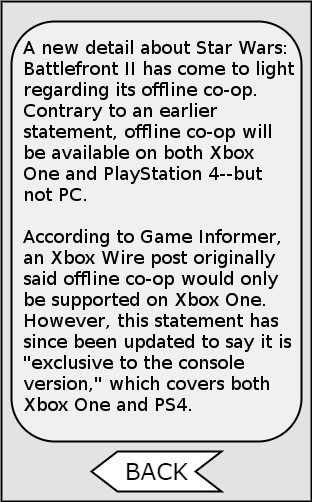 A new detail about Star Wars:
Battlefront II has come to light
regarding its offline co-op.
Contrary to an earlier
statement, offline co-op will
be available on both Xbox
One and PlayStation 4--but
not PC.

According to Game Informer,
an Xbox Wire post originally
said offline co-op would only
be supported on Xbox One.
However, this statement has
since been updated to say it is
"exclusive to the console
version," which covers both
Xbox One and PS4.

BACK